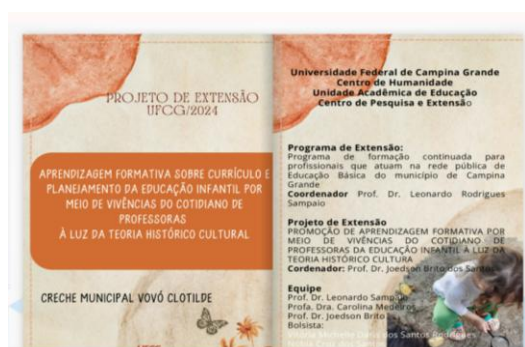 PROJETO DE EXTENSÃO
UFCG/2024
APRENDIZAGEM FORMATIVA SOBRE CURRÍCULO E
PLANEJAMENTO DA EDUCAÇÃO INFANTIL POR
MEIO DE VIVÊNCIAS DO COTIDIANO DE
PROFESSORAS
À LUZ DA TEORIA HISTÓRICO CULTURAL
CRECHE MUNICIPAL VOVÓ CLOTILDE
Universidade Federal de Campina Grande
Centro de Humanidade
Unidade Acadêmica de Educação
Centro de Pesquisa e Extensão
Programa de Extensão:
Programa de formação continuada para
profissionais que atuam na rede pública de
Educação Básica do município de Campina
Grande
Coordenador Prof. Dr. Leonardo Rodrigues
Sampaio
Projeto de Extensão
PROMOÇÃO DE APRENDIZAGEM FORMATIVA POR
MEIO DE VIVÊNCIAS DO COTIDIANO DE
PROFESSORAS DA EDUCAÇÃO INFANTIL À LUZ DA
TEORIA HISTÓRICO CULTURA
Cordenador: Prof. Dr. Joedson Brito dos Santos
Equipe
Prof. Dr. Leonardo Sampaio
Profa. Dra. Carolina Medeiros
Prof. Dr. Joedson Brito
Bolsista:
dos Santos Rodrigues